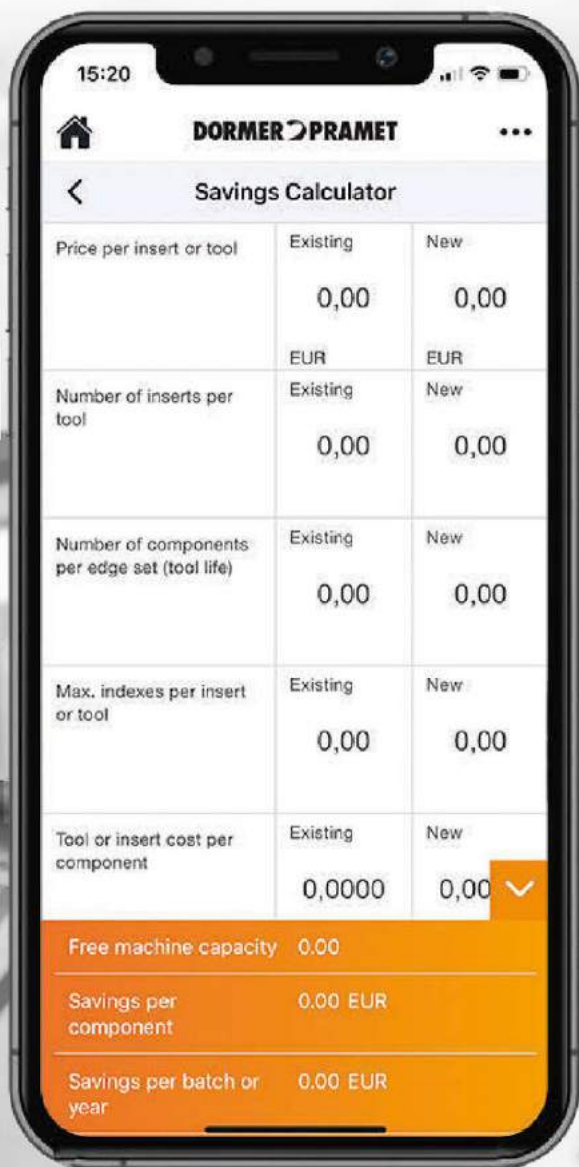 15:20
DORMER PRAMET
Savings Calculator
Price per insert or tool
Existing
New
0,00
0,00
EUR
EUR
Number of inserts per
tool
Existing
New
0,00
0,00
Number of components
per edge set (tool life)
Existing
New
0,00
0,00
Max. indexes per insert
or tool
Existing
New
0,00
0,00
Tool or insert cost per
component
Existing
New
0,0000
0,00
Free machine capacity 0.00
Savings per
component
0.00 EUR
Savings per batch or
year
0.00 EUR